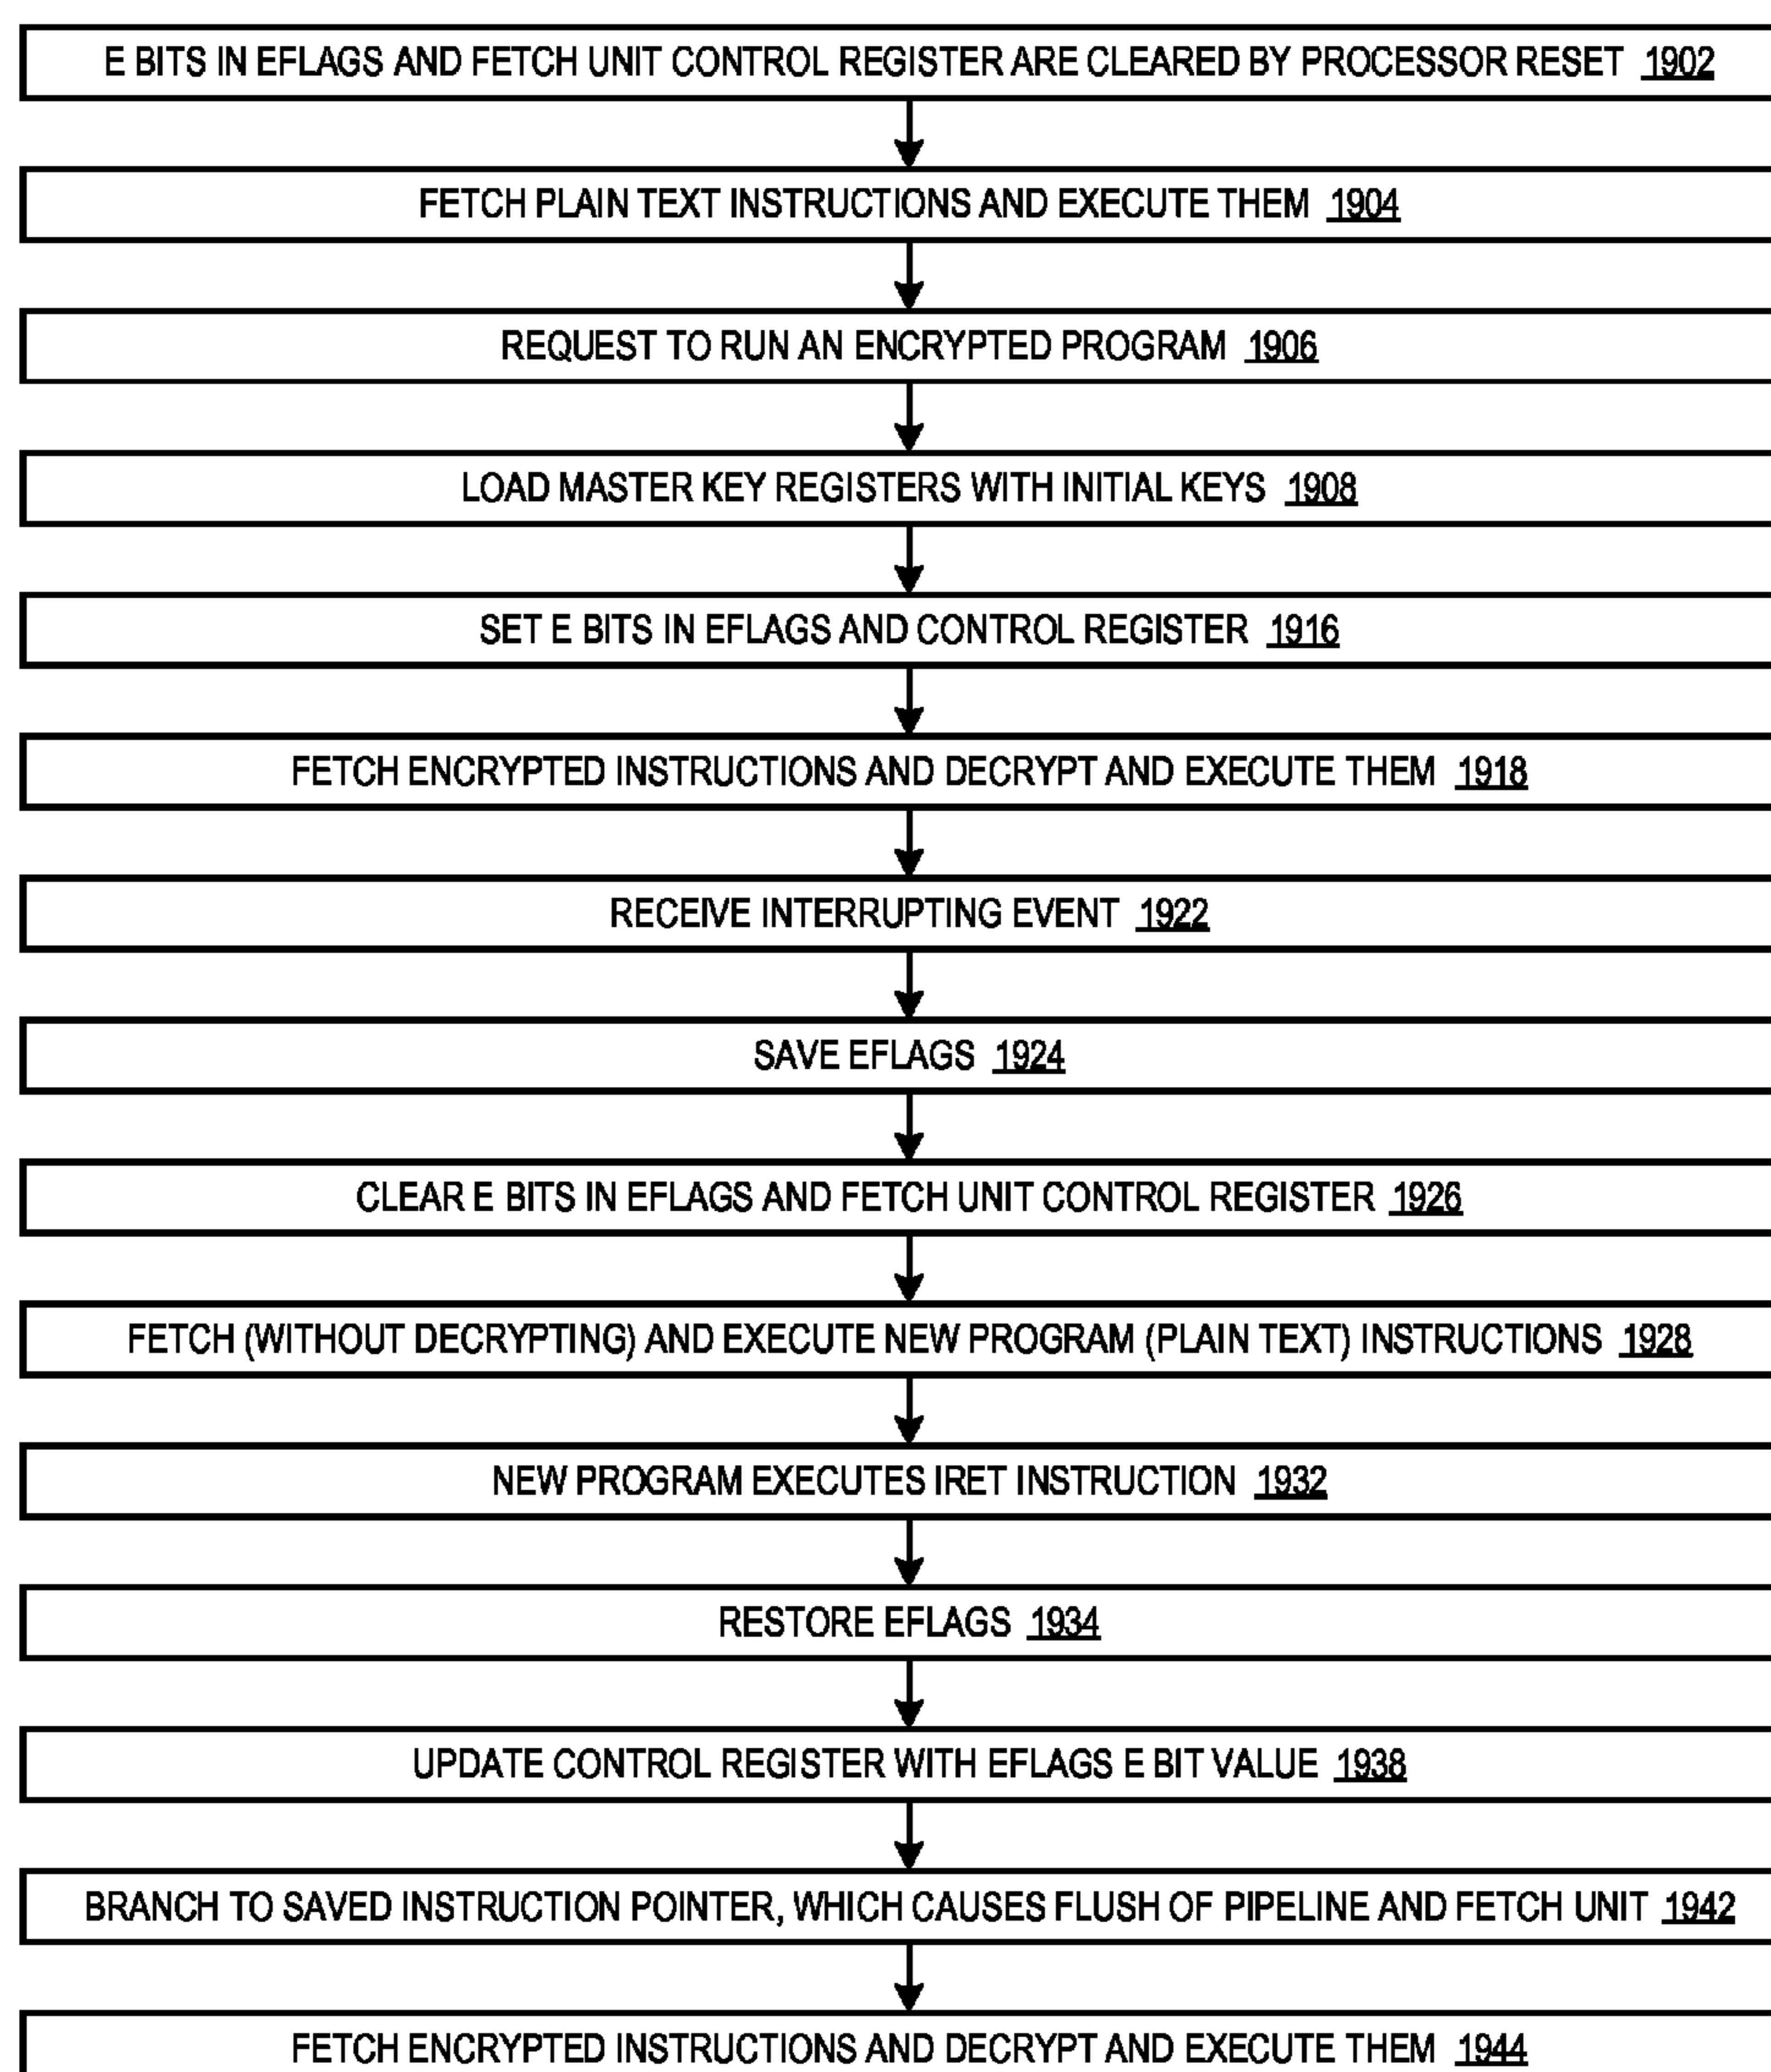 E BITS IN EFLAGS AND FETCH UNIT CONTROL REGISTER ARE CLEARED BY PROCESSOR RESET 1902
FETCH PLAIN TEXT INSTRUCTIONS AND EXECUTE THEM 1904
REQUEST TO RUN AN ENCRYPTED PROGRAM 1906
LOAD MASTER KEY REGISTERS WITH INITIAL KEYS 1908
SET E BITS IN EFLAGS AND CONTROL REGISTER 1916
FETCH ENCRYPTED INSTRUCTIONS AND DECRYPT AND EXECUTE THEM 1918
RECEIVE INTERRUPTING EVENT 1922
SAVE EFLAGS 1924
CLEAR E BITS IN EFLAGS AND FETCH UNIT CONTROL REGISTER 1926
FETCH (WITHOUT DECRYPTING) AND EXECUTE NEW PROGRAM (PLAIN TEXT) INSTRUCTIONS 1928
NEW PROGRAM EXECUTES IRET INSTRUCTION 1932
RESTORE EFLAGS 1934
UPDATE CONTROL REGISTER WITH EFLAGS E BIT VALUE 1938
BRANCH TO SAVED INSTRUCTION POINTER, WHICH CAUSES FLUSH OF PIPELINE AND FETCH UNIT 1942
FETCH ENCRYPTED INSTRUCTIONS AND DECRYPT AND EXECUTE THEM 1944